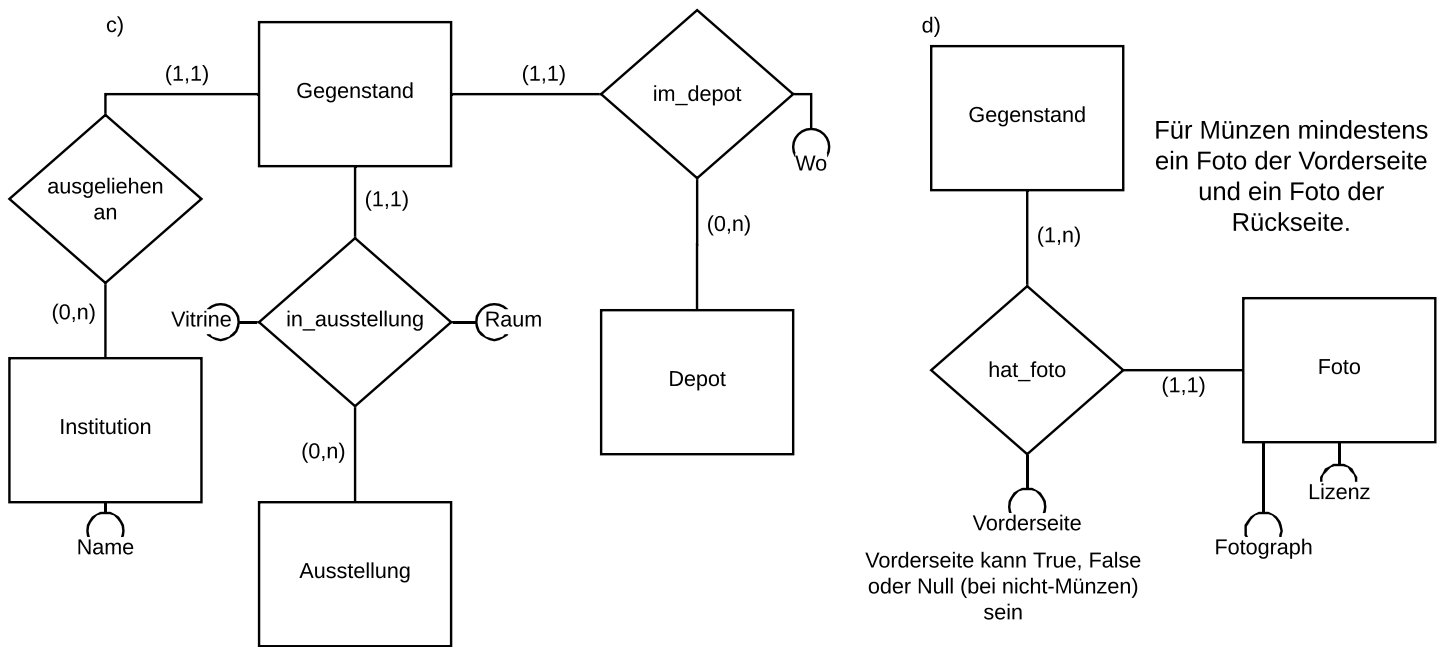 c)
(1,1)
Gegenstand
(1,1)
im_depot
Wo
ausgeliehen
an
(1,1)
(0,n)
(0,n)
Vitrine
in_ausstellung
Raum
Institution
Depot
(0,n)
Name
Ausstellung
d)
Gegenstand
Für Münzen mindestens
ein Foto der Vorderseite
und ein Foto der
Rückseite.
(1,n)
hat_foto
(1,1)
Foto
Lizenz
Vorderseite
Fotograph
Vorderseite kann True, False
oder Null (bei nicht-Münzen)
sein